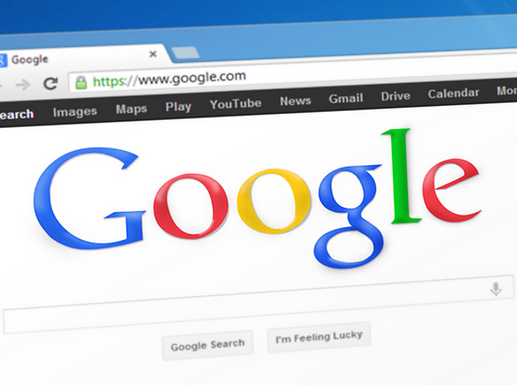 Google
https://www.google.com
earch Images Maps Play YouTube News Gmail Drive Calendar Mor
Google
Google Search I'm Feeling Lucky